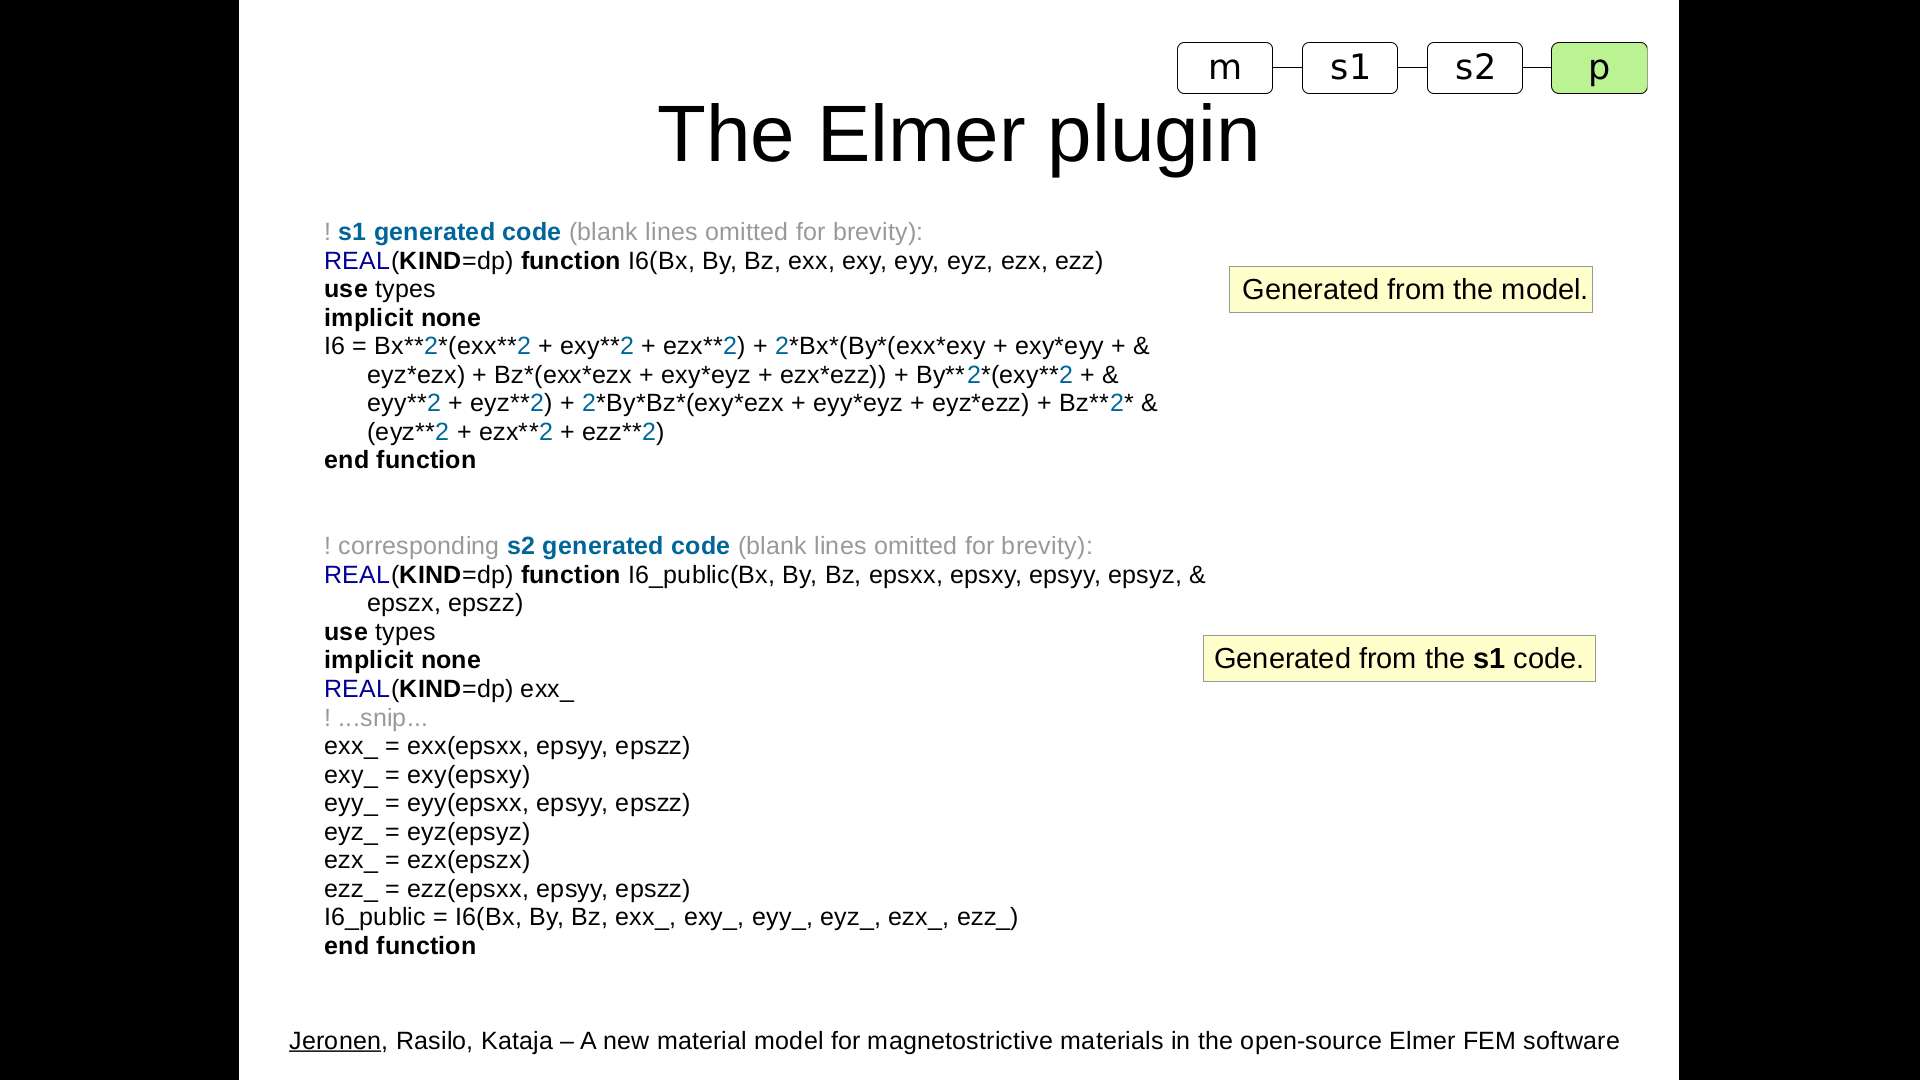 m s1 s2 p
The Elmer plugin
! s1 generated code (blank lines omitted for brevity):
REAL(KIND=dp) function I6(Bx, By, Bz, exx, exy, eyy, eyz, ezx, ezz)
use types
implicit none
I6 = Bx**2*(exx**2 + exy**2 + ezx**2) + 2*Bx*(By*(exx*exy + exy*eyy + &
eyz*ezx) + Bz*(exx*ezx + exy*eyz + ezx*ezz)) + By**2*(exy**2 + &
eyy**2 + eyz**2) + 2*By*Bz*(exy*ezx + eyy*eyz + eyz*ezz) + Bz**2* &
(eyz**2 + ezx**2 + ezz**2)
end function
Generated from the model.
! corresponding s2 generated code (blank lines omitted for brevity):
REAL(KIND=dp) function I6_public(Bx, By, Bz, epsxx, epsxy, epsyy, epsyz, &
epszx, epszz)
use types
implicit none
REAL(KIND=dp) exx_
! ...snip...
exx_ = exx(epsxx, epsyy, epszz)
exy_ = exy(epsxy)
eyy_ = eyy(epsxx, epsyy, epszz)
eyz_ = eyz(epsyz)
ezx_ = ezx(epszx)
ezz_ = ezz(epsxx, epsyy, epszz)
I6_public = I6(Bx, By, Bz, exx_, exy_, eyy_, eyz_, ezx_, ezz_)
end function
Generated from the s1 code.
Jeronen, Rasilo, Kataja – A new material model for magnetostrictive materials in the open-source Elmer FEM software